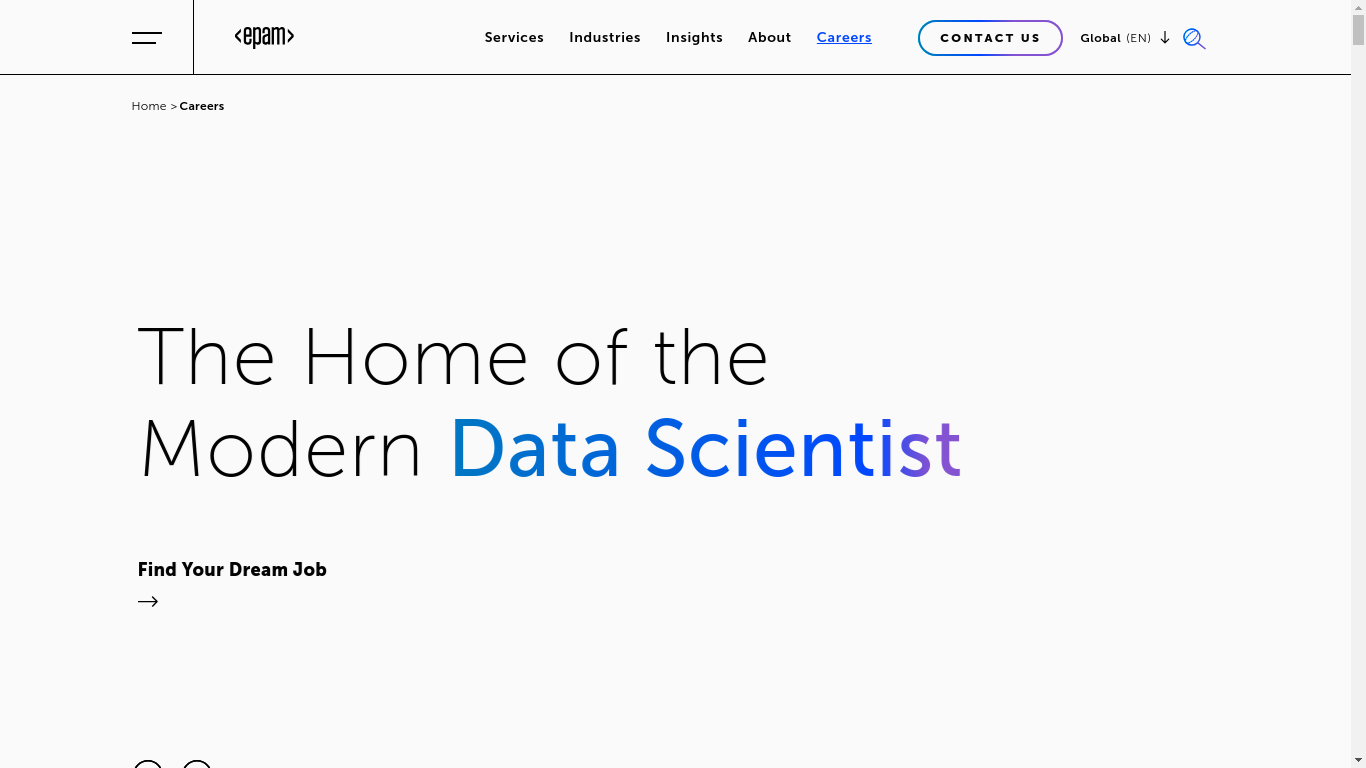 <epam>
Services
Industries
Insights
About
Careers
CONTACT US
Global (EN)
Home > Careers
The Home of the
Modern Data Scientist
Find Your Dream Job